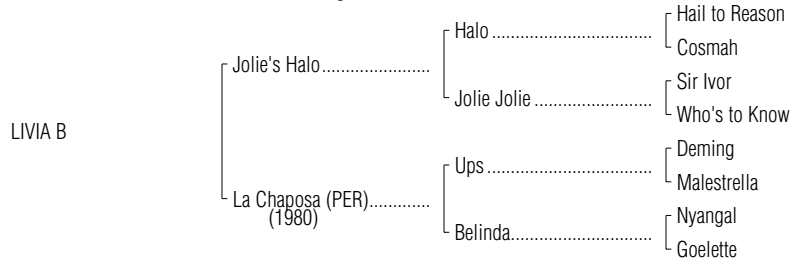 Hail to Reason
Halo ................................
Cosmah
Jolie's Halo......................
Sir Ivor
Jolie Jolie .......................
Who's to Know
LIVIA B
Deming
Ups .................................
Malestrella
La Chaposa (PER)............
(1980)
Nyangal
Belinda............................
Goelette